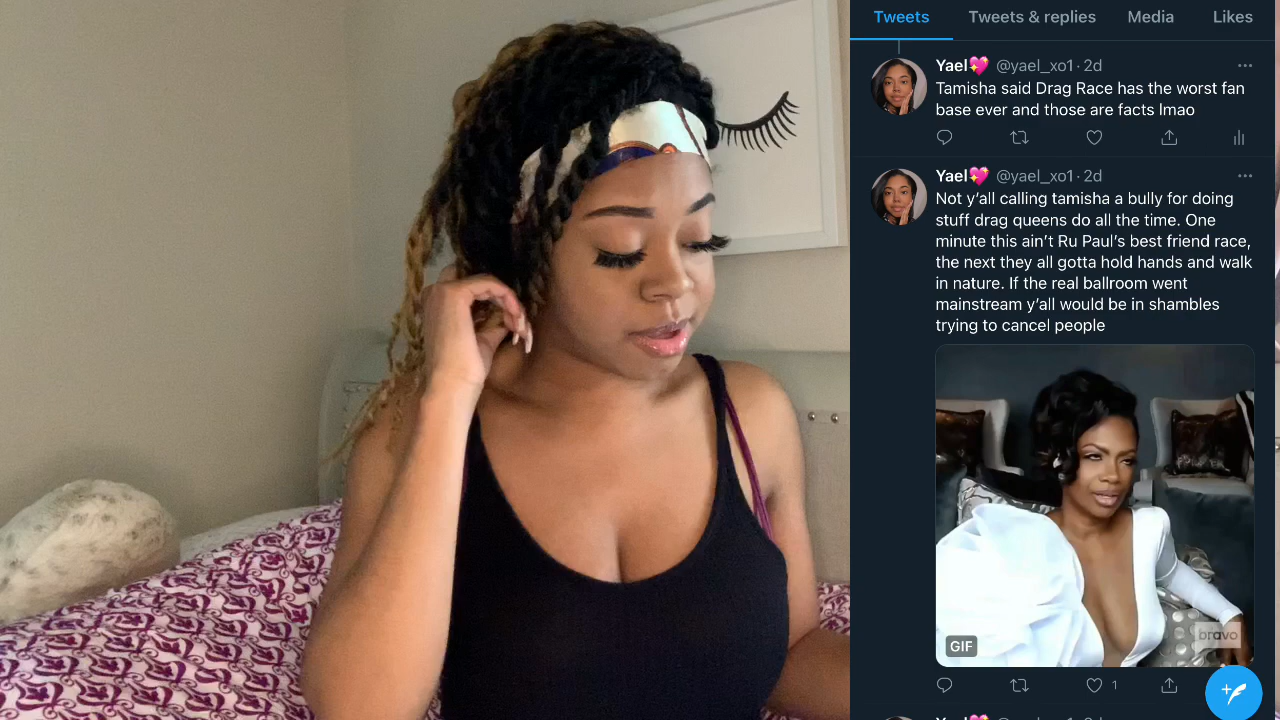 Tweets Tweets & replies Media Likes
Yael💖 @yael_xo1 · 2d
Tamisha said Drag Race has the worst fan
base ever and those are facts lmao
Yael💖 @yael_xo1 · 2d
Not y'all calling tamisha a bully for doing
stuff drag queens do all the time. One
minute this ain't Ru Paul's best friend race,
the next they all gotta hold hands and walk
in nature. If the real ballroom went
mainstream y'all would be in shambles
trying to cancel people
bravo
GIF
1